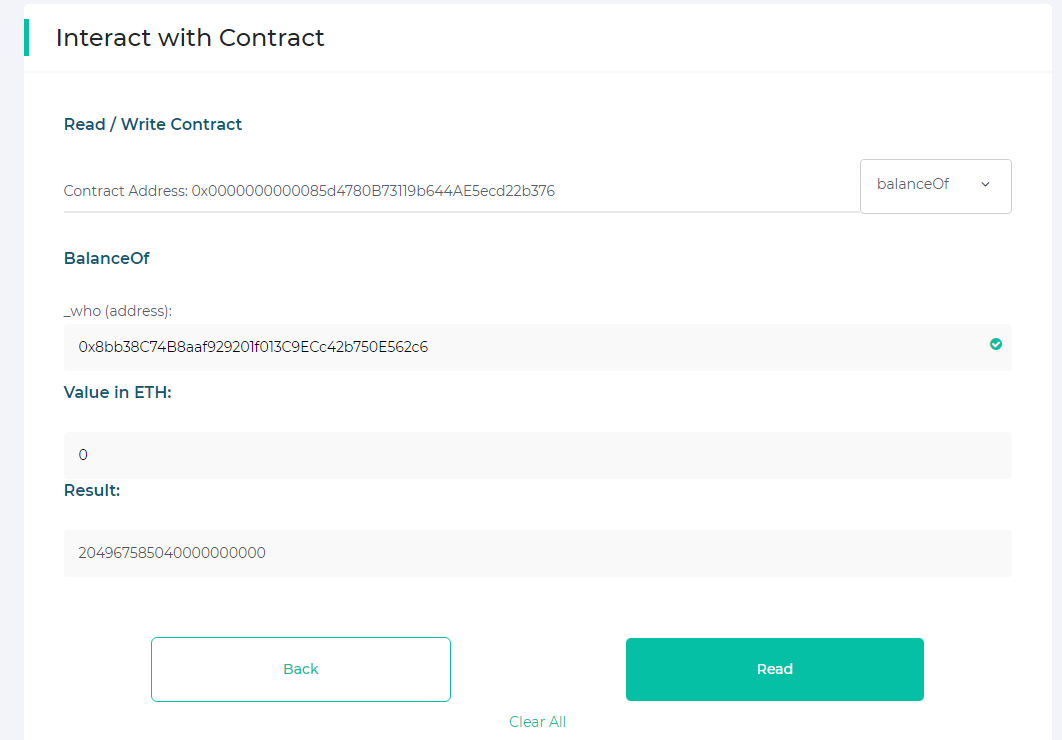 Interact with Contract
Read / Write Contract
Contract Address: 0x0000000000085d4780B73119b644AE5ecd22b376
balanceOf
BalanceOf
_who (address):
0x8bb38C74B8aaf929201f013C9ECc42b750E562c6
Value in ETH:
0
Result:
204967585040000000000
Back
Read
Clear All